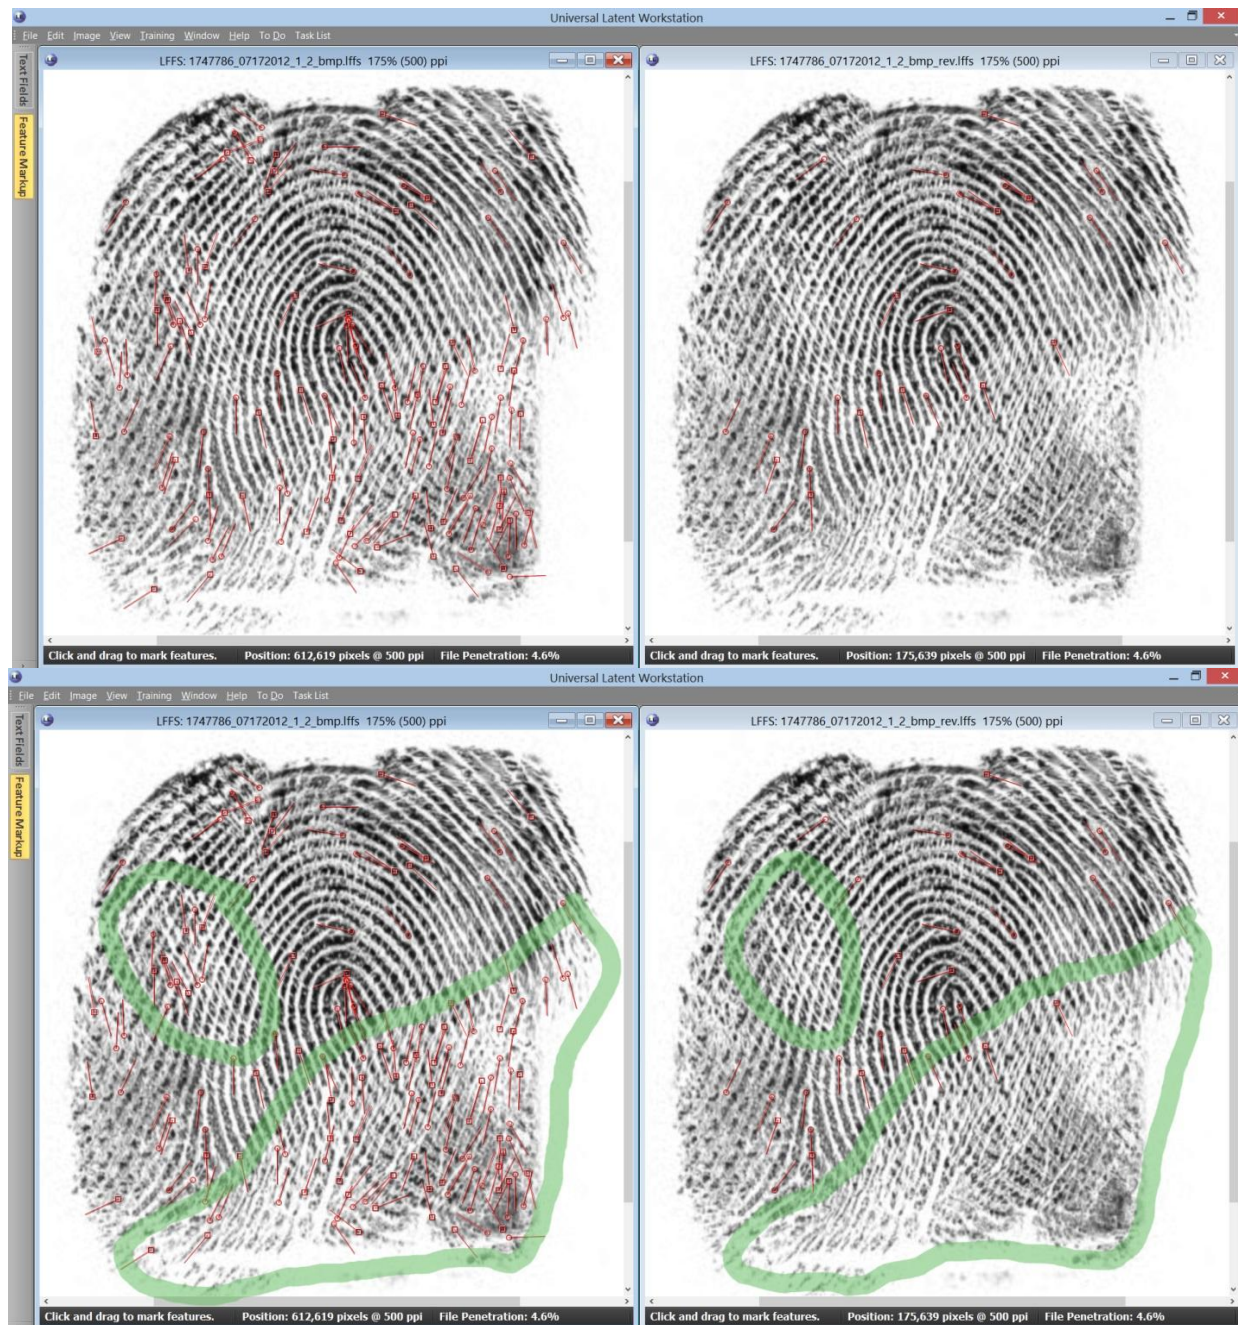 Universal Latent Workstation
File Edit Image View Training Window Help To Do Task List
Text Fields
Feature Markup
LFFS: 1747786_07172012_1_2_bmp.lffs 175% (500) ppi
LFFS: 1747786_07172012_1_2_bmp_rev.lffs 175% (500) ppi
Click and drag to mark features. Position: 612,619 pixels @ 500 ppi File Penetration: 4.6%
Click and drag to mark features. Position: 175,639 pixels @ 500 ppi File Penetration: 4.6%
Universal Latent Workstation
File Edit Image View Training Window Help To Do Task List
Text Fields
Feature Markup
LFFS: 1747786_07172012_1_2_bmp.lffs 175% (500) ppi
LFFS: 1747786_07172012_1_2_bmp_rev.lffs 175% (500) ppi
Click and drag to mark features. Position: 612,619 pixels @ 500 ppi File Penetration: 4.6%
Click and drag to mark features. Position: 175,639 pixels @ 500 ppi File Penetration: 4.6%